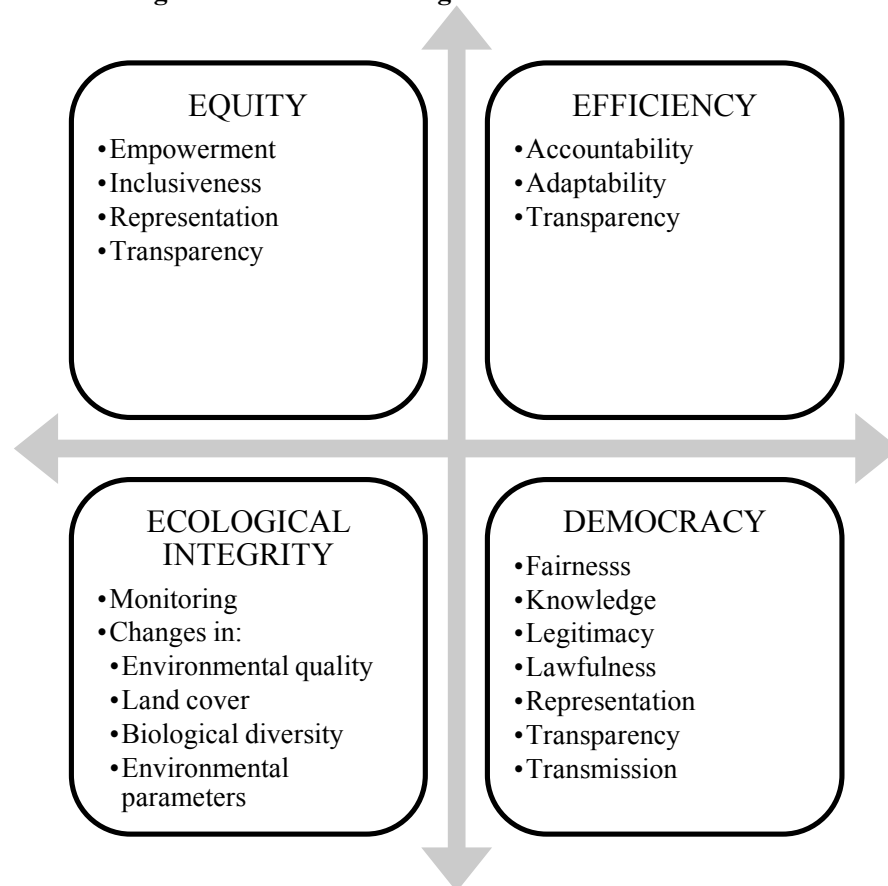 EQUITY
•Empowerment
•Inclusiveness
•Representation
•Transparency
EFFICIENCY
•Accountability
•Adaptability
•Transparency
ECOLOGICAL
INTEGRITY
•Monitoring
•Changes in:
•Environmental quality
•Land cover
•Biological diversity
•Environmental
parameters
DEMOCRACY
•Fairnesss
•Knowledge
•Legitimacy
•Lawfulness
•Representation
•Transparency
•Transmission